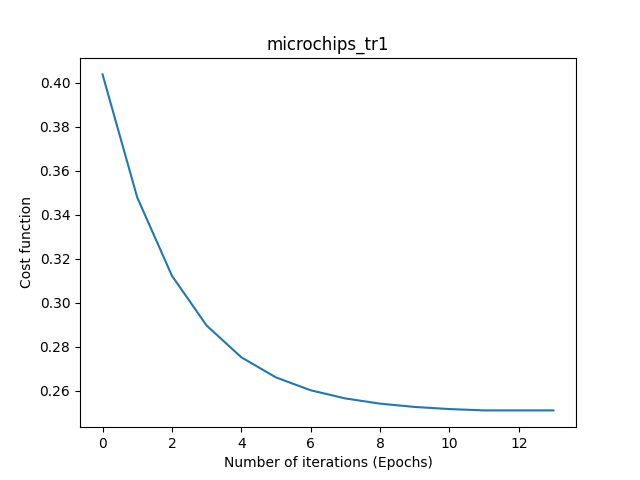 microchips_tr1
0.40
0.38
0.36
0.34
0.32
0.30
0.28
0.26
Cost function
0 2 4 6 8 10 12
Number of iterations (Epochs)